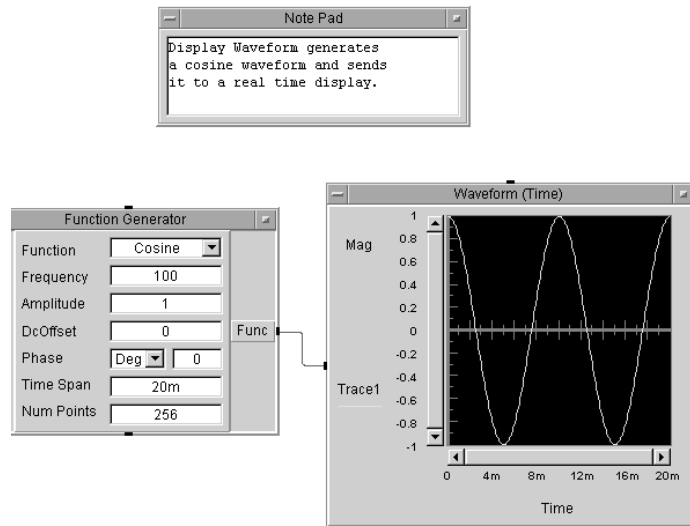 Note Pad
Display Waveform generates
a cosine waveform and sends
it to a real time display.
Function Generator
Function Cosine
Frequency 100
Amplitude 1
DcOffset 0
Phase Deg 0
Time Span 20m
Num Points 256
Func
Waveform (Time)
Mag
Trace1
1
0.8
0.6
0.4
0.2
0
-0.2
-0.4
-0.6
-0.8
-1
0 4m 8m 12m 16m 20m
Time